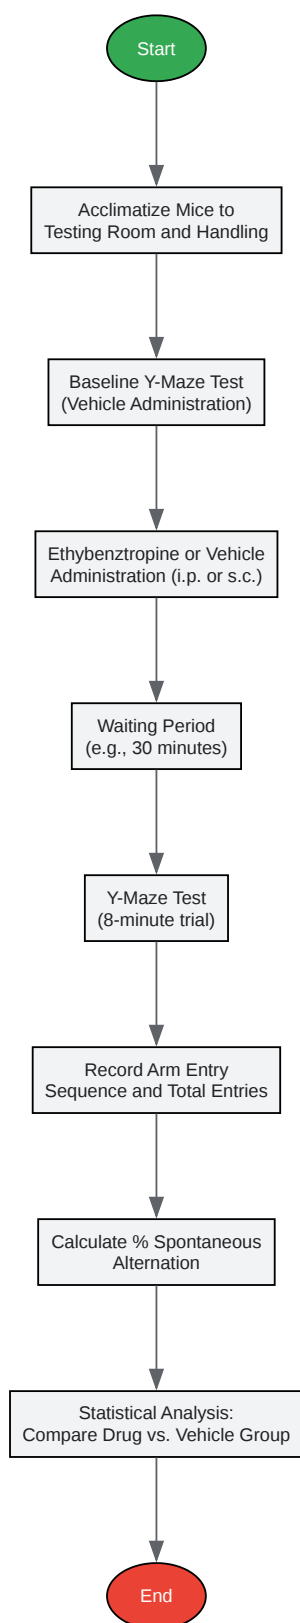 Start
Acclimatize Mice to
Testing Room and Handling
Baseline Y-Maze Test
(Vehicle Administration)
Ethybenztropine or Vehicle
Administration (i.p. or s.c.)
Waiting Period
(e.g., 30 minutes)
Y-Maze Test
(8-minute trial)
Record Arm Entry
Sequence and Total Entries
Calculate % Spontaneous
Alternation
Statistical Analysis:
Compare Drug vs. Vehicle Group
End